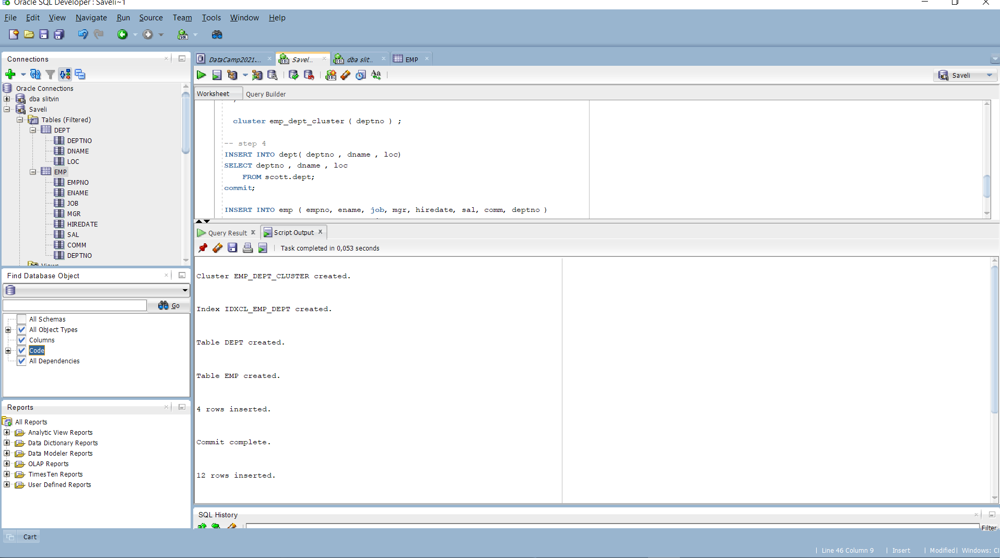 Oracle SQL Developer : Saveli~1
File Edit View Navigate Run Source Team Tools Window Help
Connections
Oracle Connections
dba slitvin
Saveli
Tables (Filtered)
DEPT
DEPTNO
DNAME
LOC
EMP
EMPNO
ENAME
JOB
MGR
HIREDATE
SAL
COMM
DEPTNO
Views
Find Database Object
Go
All Schemas
All Object Types
Columns
Code
All Dependencies
Reports
All Reports
Analytic View Reports
Data Dictionary Reports
Data Modeler Reports
OLAP Reports
TimesTen Reports
User Defined Reports
Cart
DataCamp2021.... Savel... dba slit.. EMP
Saveli
Worksheet Query Builder
cluster emp_dept_cluster ( deptno ) ;
-- step 4
INSERT INTO dept( deptno , dname , loc)
SELECT deptno , dname , loc
FROM scott.dept;
commit;
INSERT INTO emp ( empno, ename, job, mgr, hiredate, sal, comm, deptno )
Query Result Script Output
Task completed in 0,053 seconds
Cluster EMP_DEPT_CLUSTER created.
Index IDXCL_EMP_DEPT created.
Table DEPT created.
Table EMP created.
4 rows inserted.
Commit complete.
12 rows inserted.
SQL History
Filter
Line 46 Column 9 | Insert | Modified | Windows: Cl